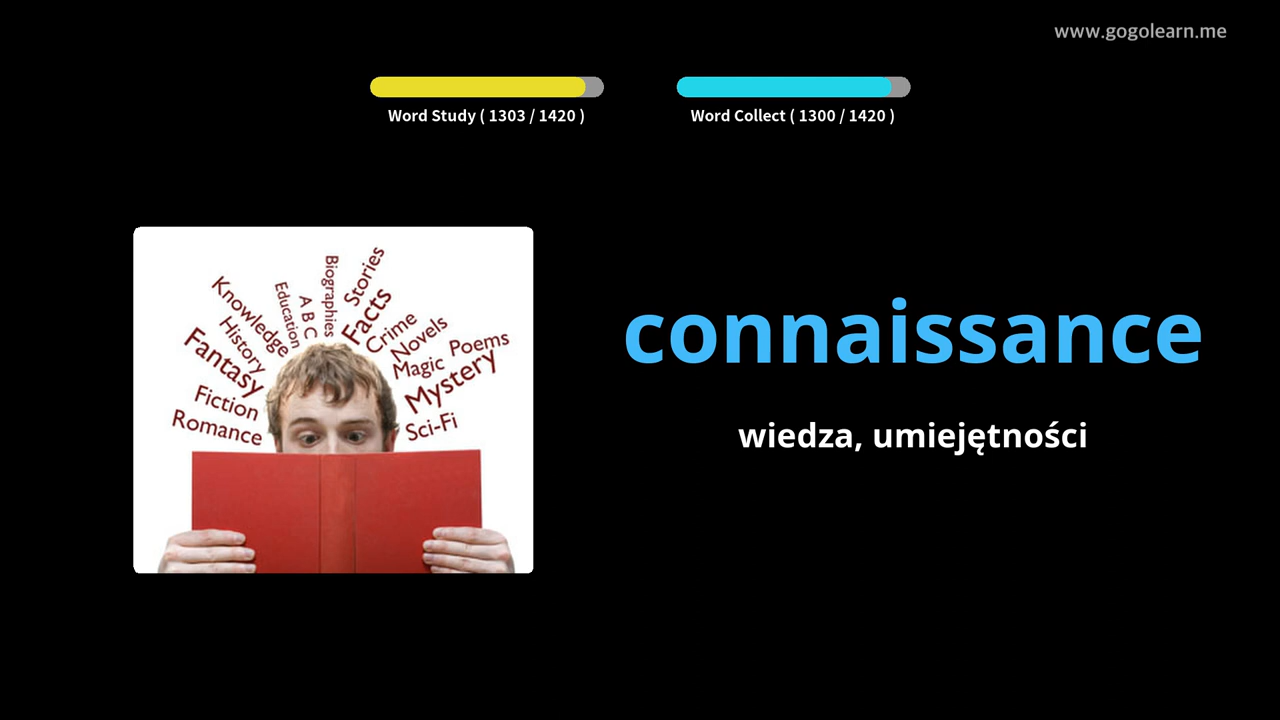 www.gogolearn.me
Word Study ( 1303 / 1420 )
Word Collect ( 1300 / 1420 )
connaissance
wiedza, umiejętności
Knowledge
Education
A B C
Biographies
Stories
Facts
Crime
Novels
Poems
Magic
Mystery
Sci-Fi
History
Fantasy
Fiction
Romance